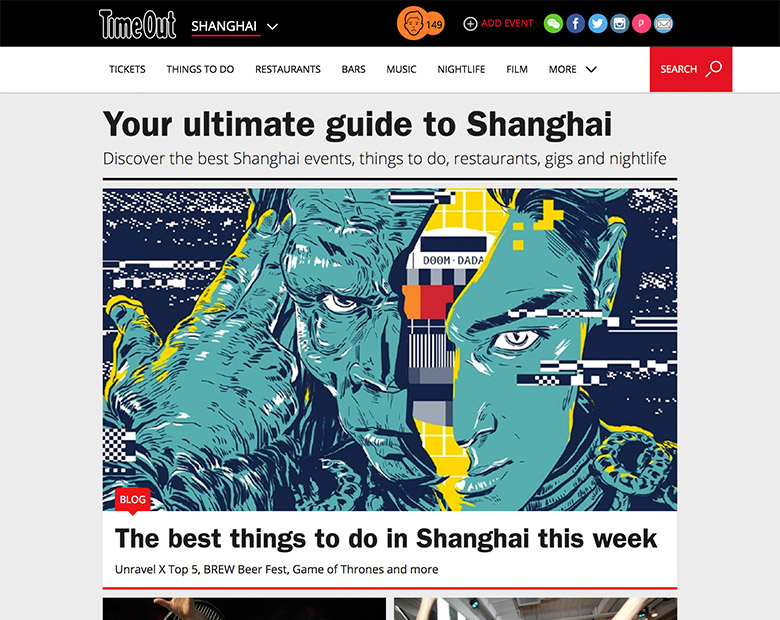 TimeOut SHANGHAI 149 ADD EVENT
TICKETS THINGS TO DO RESTAURANTS BARS MUSIC NIGHTLIFE FILM MORE SEARCH
Your ultimate guide to Shanghai
Discover the best Shanghai events, things to do, restaurants, gigs and nightlife
DOOM·DADA
BLOG
The best things to do in Shanghai this week
Unravel X Top 5, BREW Beer Fest, Game of Thrones and more